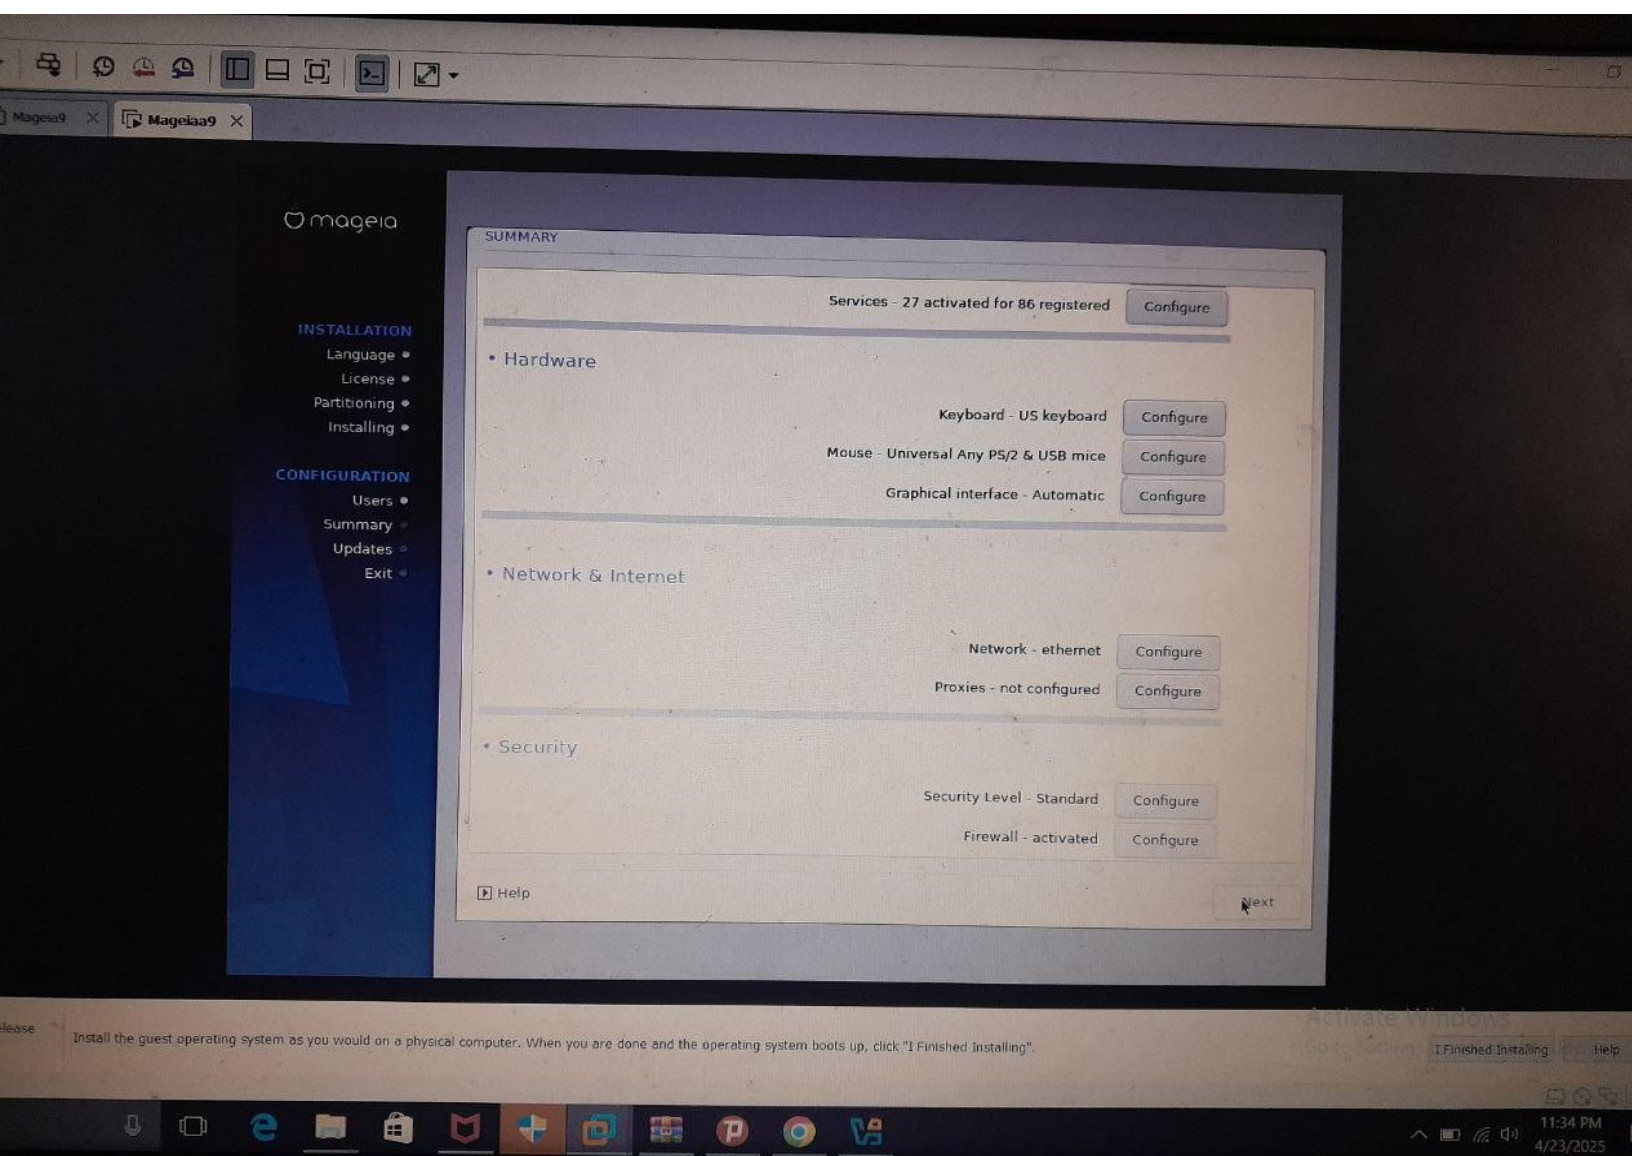 Mageia9
Mageiaa9
mageia
SUMMARY
Services - 27 activated for 86 registered
Configure
INSTALLATION
Language
License
Partitioning
Installing
CONFIGURATION
Users
Summary
Updates
Exit
• Hardware
Keyboard - US keyboard
Configure
Mouse - Universal Any PS/2 & USB mice
Configure
Graphical interface - Automatic
Configure
• Network & Internet
Network - ethernet
Configure
Proxies - not configured
Configure
• Security
Security Level - Standard
Configure
Firewall - activated
Configure
Help
Next
Activate Windows
Install the guest operating system as you would on a physical computer. When you are done and the operating system boots up, click "I Finished Installing".
I Finished Installing
Help
11:34 PM
4/23/2025